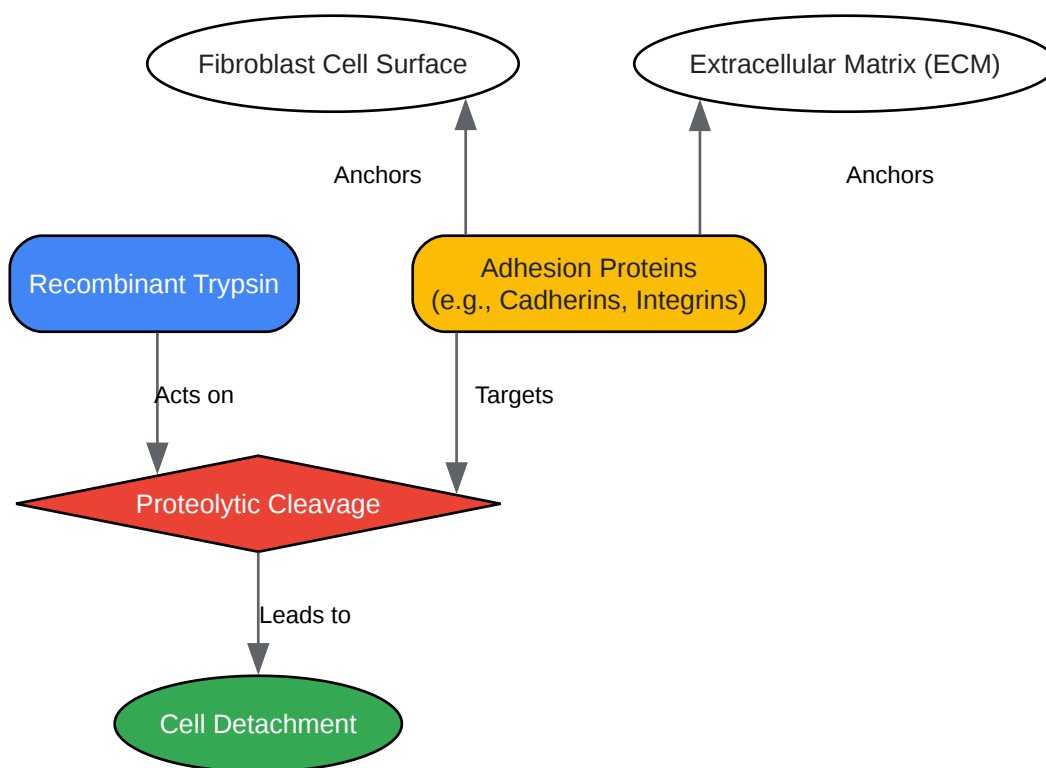 Fibroblast Cell Surface
Extracellular Matrix (ECM)
Anchors
Anchors
Recombinant Trypsin
Adhesion Proteins
(e.g., Cadherins, Integrins)
Acts on
Targets
Proteolytic Cleavage
Leads to
Cell Detachment